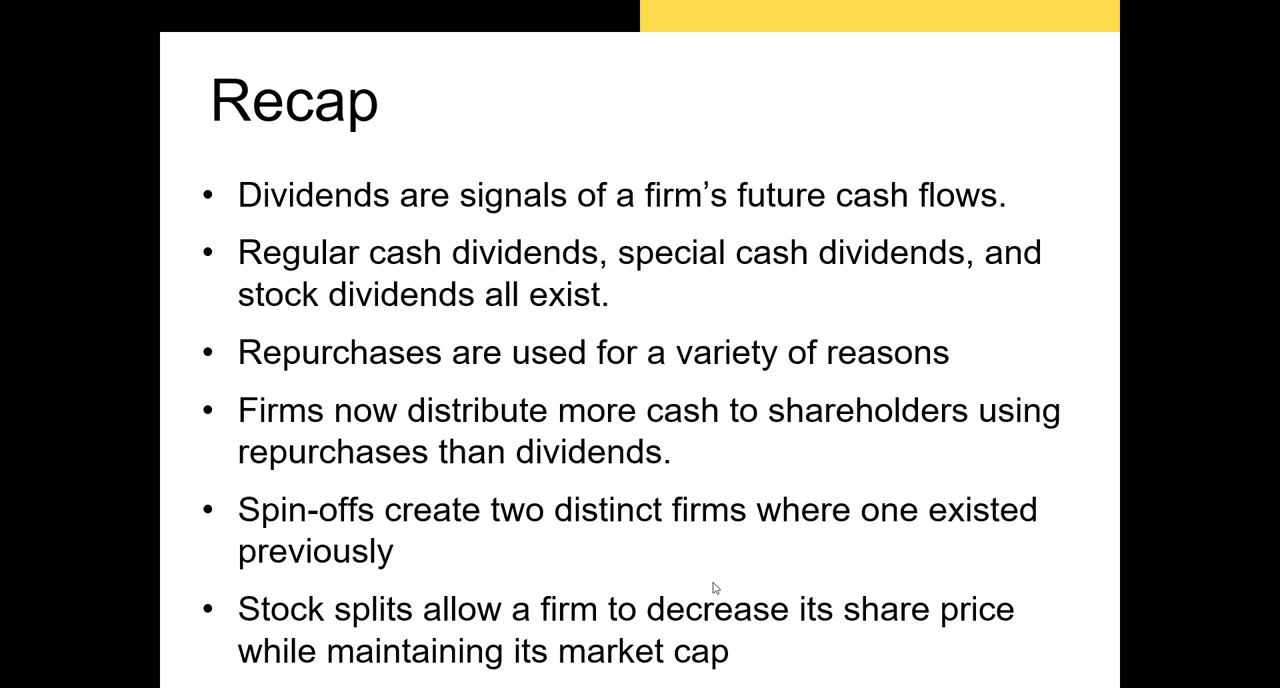 Recap
• Dividends are signals of a firm’s future cash flows.
• Regular cash dividends, special cash dividends, and
stock dividends all exist.
• Repurchases are used for a variety of reasons
• Firms now distribute more cash to shareholders using
repurchases than dividends.
• Spin-offs create two distinct firms where one existed
previously
• Stock splits allow a firm to decrease its share price
while maintaining its market cap